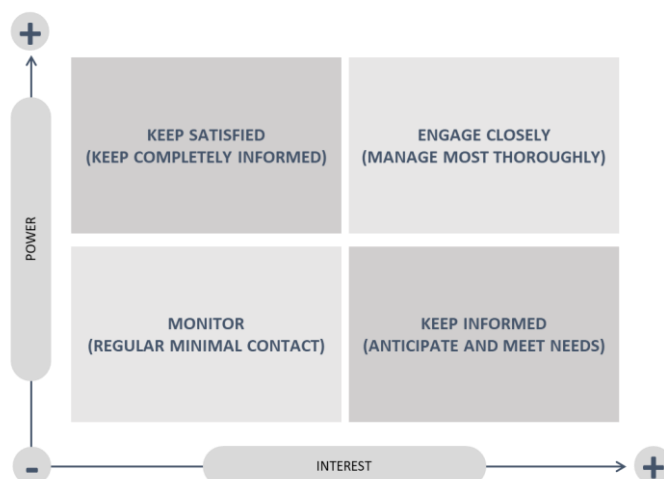 +
KEEP SATISFIED
(KEEP COMPLETELY INFORMED)
ENGAGE CLOSELY
(MANAGE MOST THOROUGHLY)
POWER
MONITOR
(REGULAR MINIMAL CONTACT)
KEEP INFORMED
(ANTICIPATE AND MEET NEEDS)
-
INTEREST
+